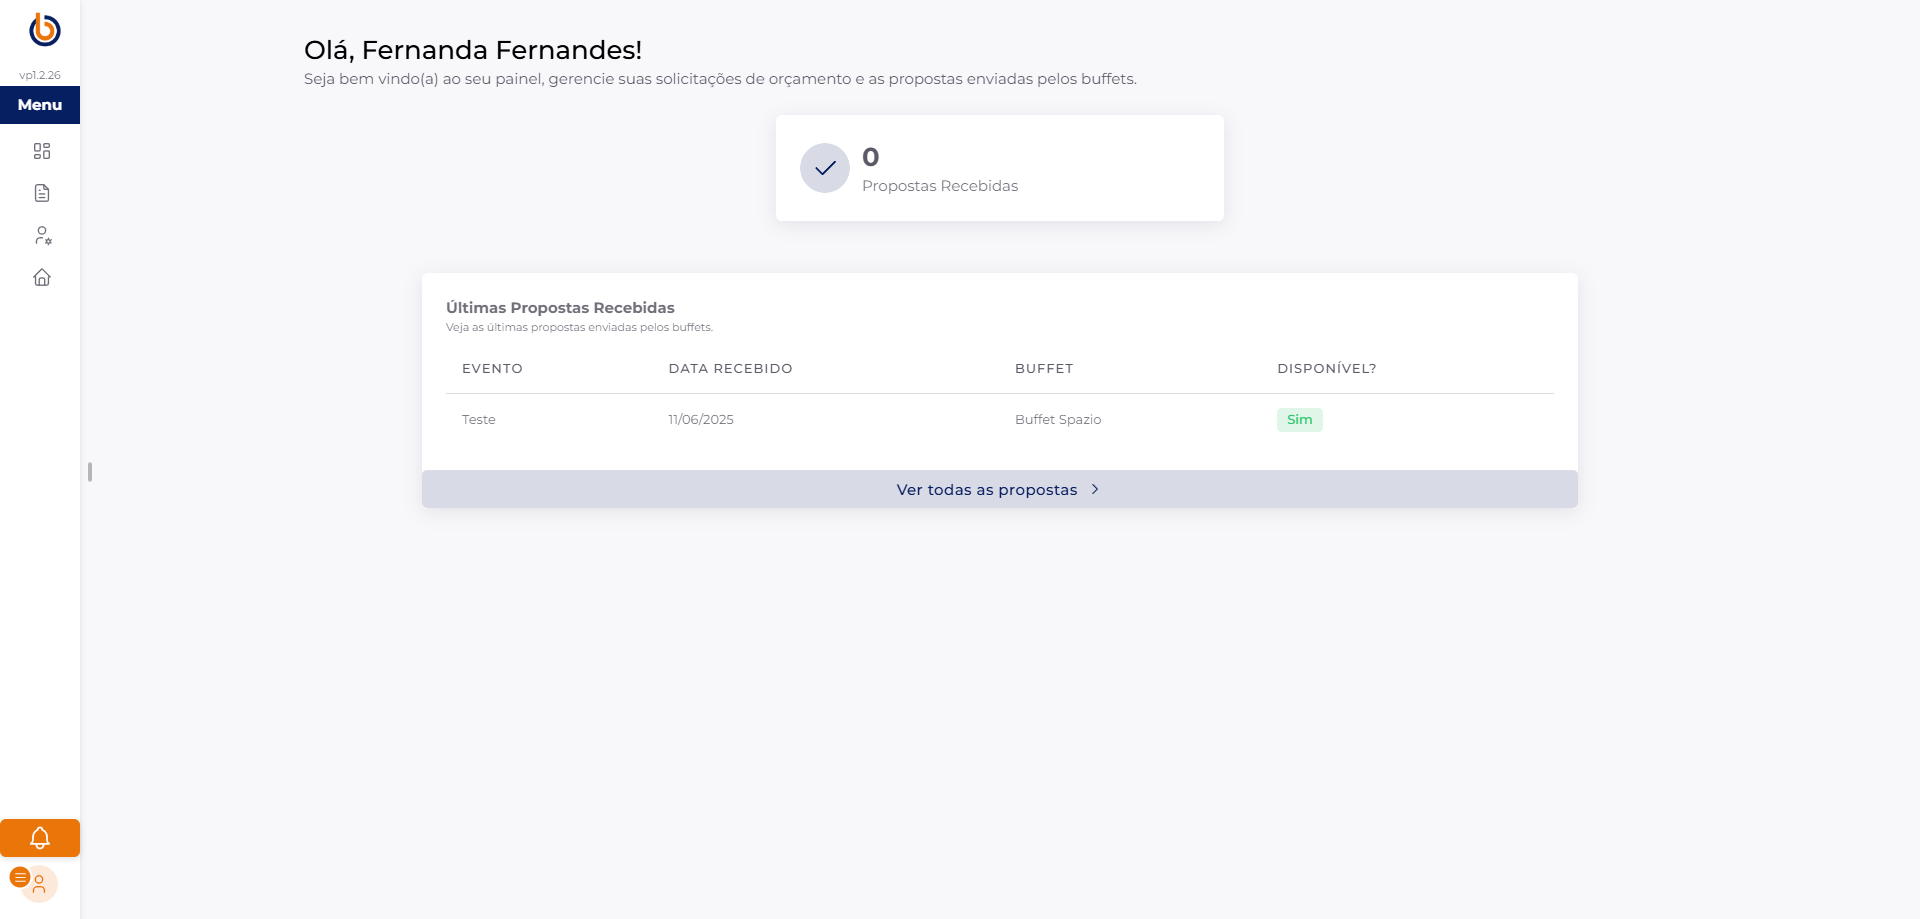 vp1.2.26
Menu
Olá, Fernanda Fernandes!
Seja bem vindo(a) ao seu painel, gerencie suas solicitações de orçamento e as propostas enviadas pelos buffets.
0
Propostas Recebidas
Últimas Propostas Recebidas
Veja as últimas propostas enviadas pelos buffets.
EVENTO DATA RECEBIDO BUFFET DISPONÍVEL?
Teste 11/06/2025 Buffet Spazio Sim
Ver todas as propostas